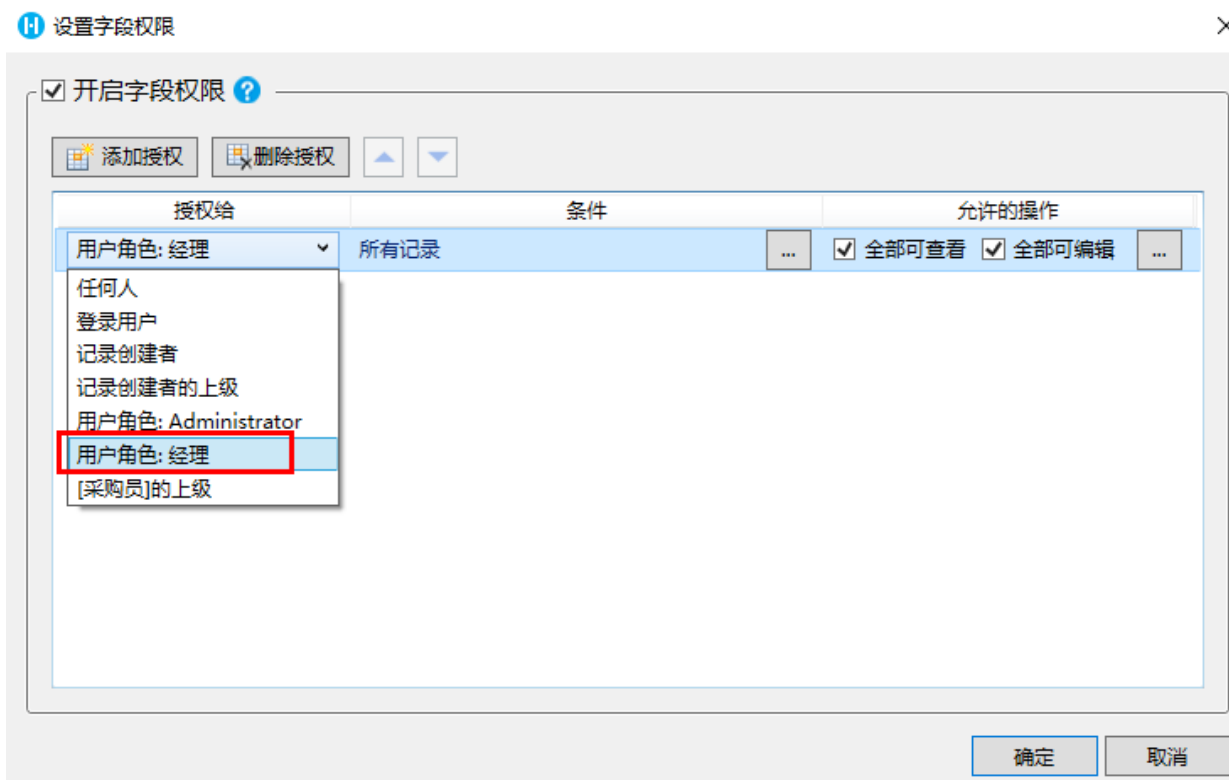 设置字段权限
开启字段权限 ?
添加授权 删除授权
授权给 条件 允许的操作
用户角色: 经理 所有记录 ... 全部可查看 全部可编辑 ...
任何人
登录用户
记录创建者
记录创建者的上级
用户角色: Administrator
用户角色: 经理
[采购员]的上级
确定 取消